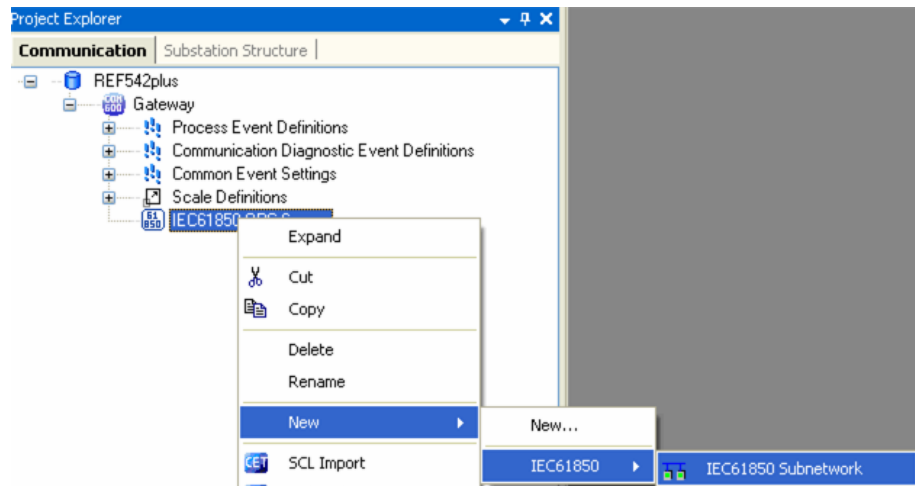 Project Explorer
Communication Substation Structure
REF542plus
Gateway
Process Event Definitions
Communication Diagnostic Event Definitions
Common Event Settings
Scale Definitions
IEC61850
Expand
Cut
Copy
Delete
Rename
New
New...
SCL Import
IEC61850
IEC61850 Subnetwork